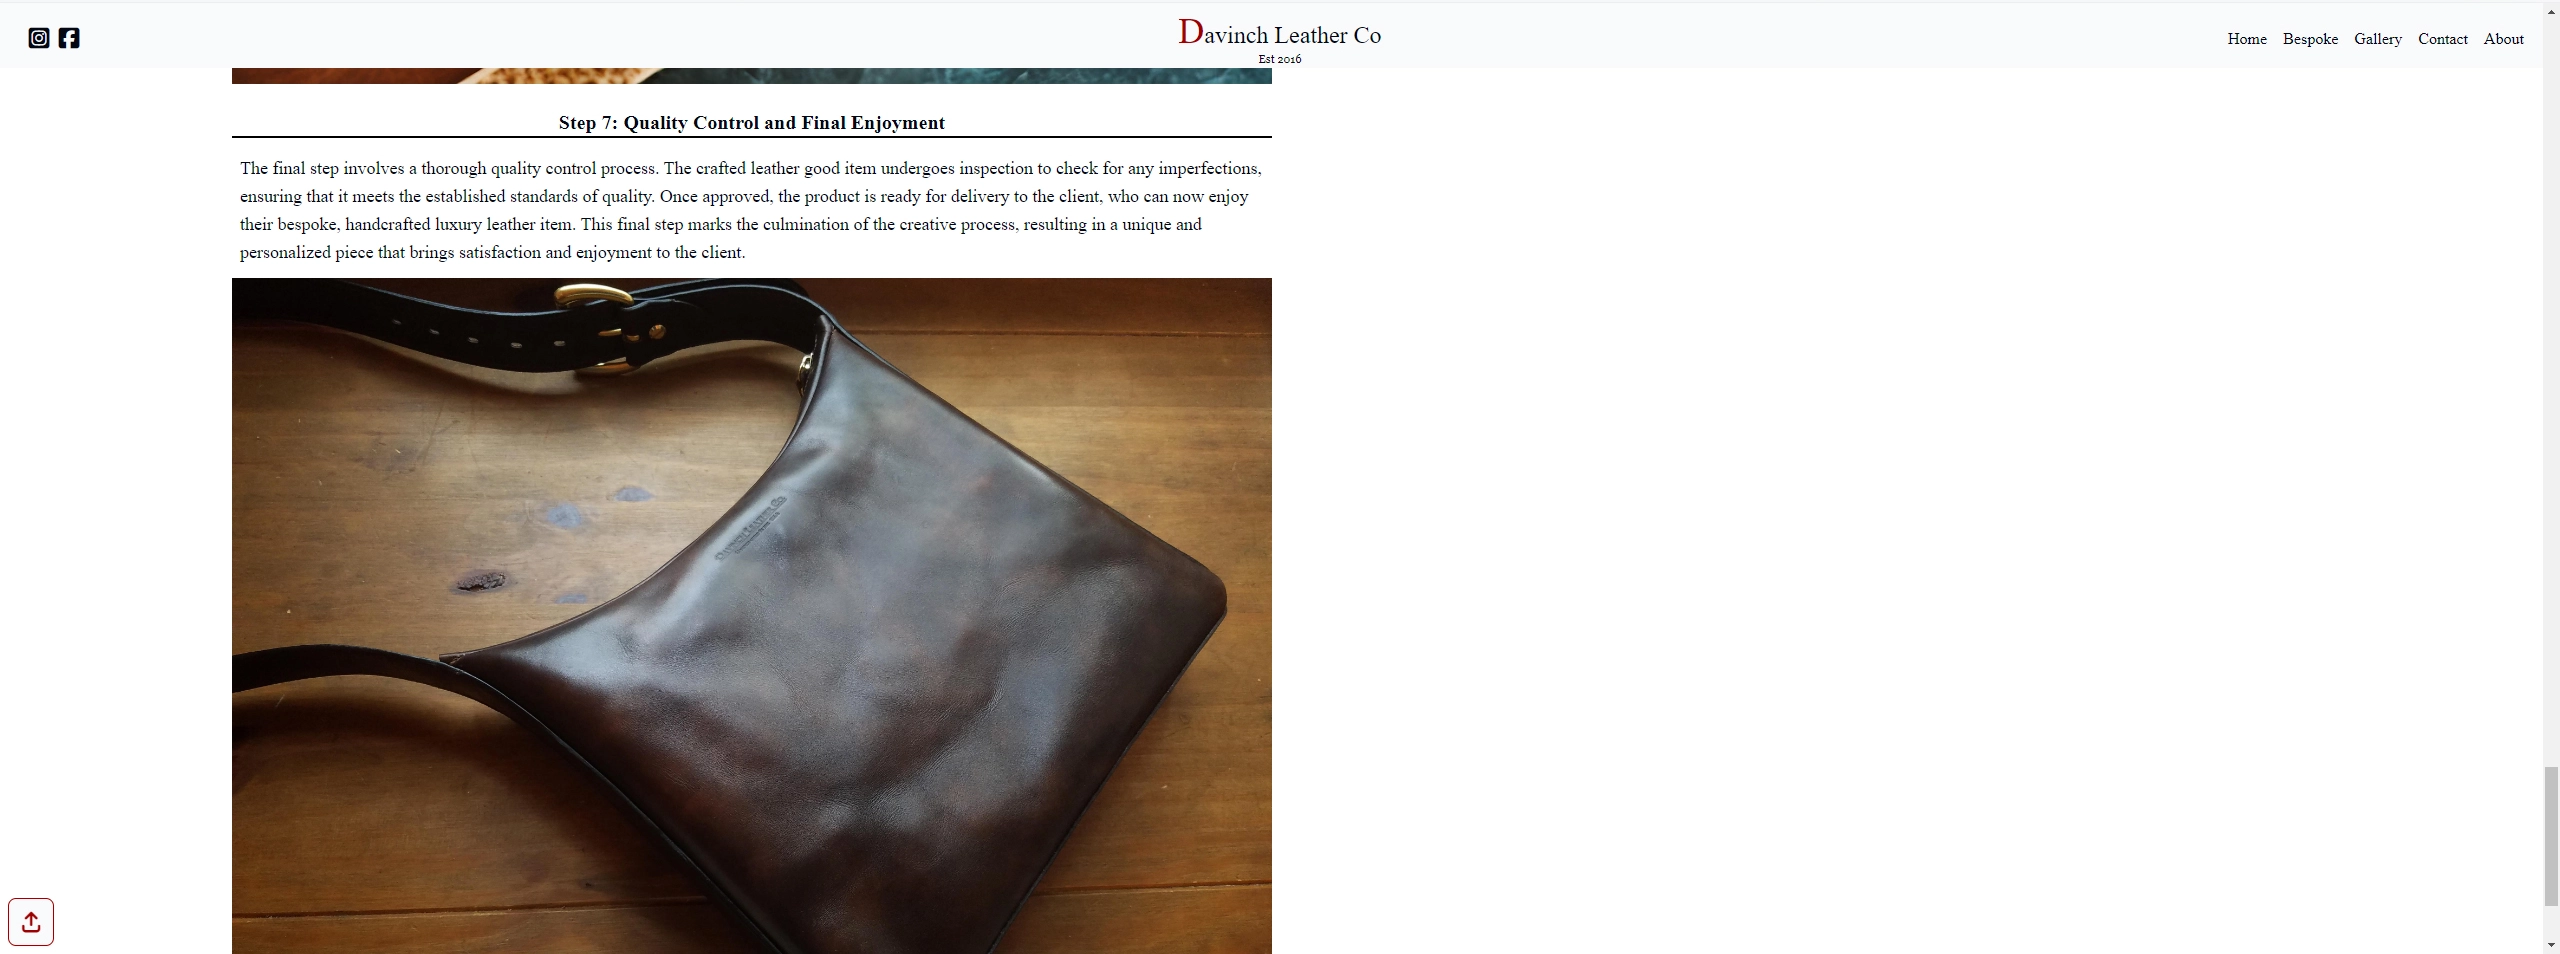 Davinch Leather Co
Est 2016
Home Bespoke Gallery Contact About
Step 7: Quality Control and Final Enjoyment
The final step involves a thorough quality control process. The crafted leather good item undergoes inspection to check for any imperfections,
ensuring that it meets the established standards of quality. Once approved, the product is ready for delivery to the client, who can now enjoy
their bespoke, handcrafted luxury leather item. This final step marks the culmination of the creative process, resulting in a unique and
personalized piece that brings satisfaction and enjoyment to the client.